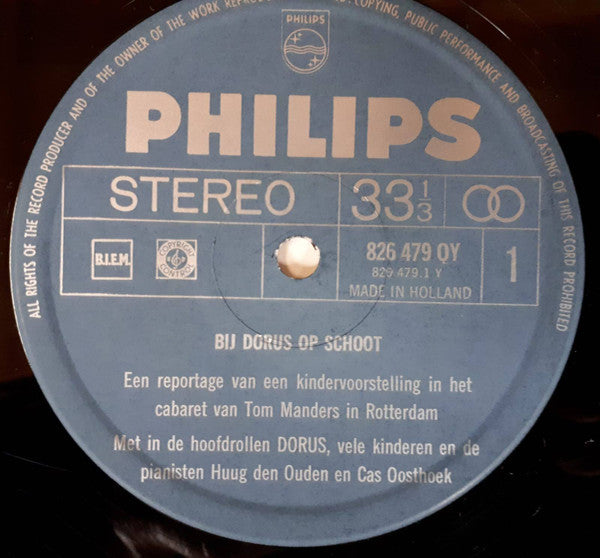 ALL RIGHTS OF THE RECORD PRODUCER AND OF THE OWNER OF THE WORK COPYING, PUBLIC PERFORMANCE AND BROADCASTING OF THIS RECORD PROHIBITED
PHILIPS
PHILIPS
STEREO 33 1/3
B.I.E.M. COPYRIGHT CONTROL 826 479 QY 1
826 479.1 Y
MADE IN HOLLAND
BIJ DORUS OP SCHOOT
Een reportage van een kindervoorstelling in het
cabaret van Tom Manders in Rotterdam
Met in de hoofdrollen DORUS, vele kinderen en de
pianisten Huug den Ouden en Cas Oosthoek